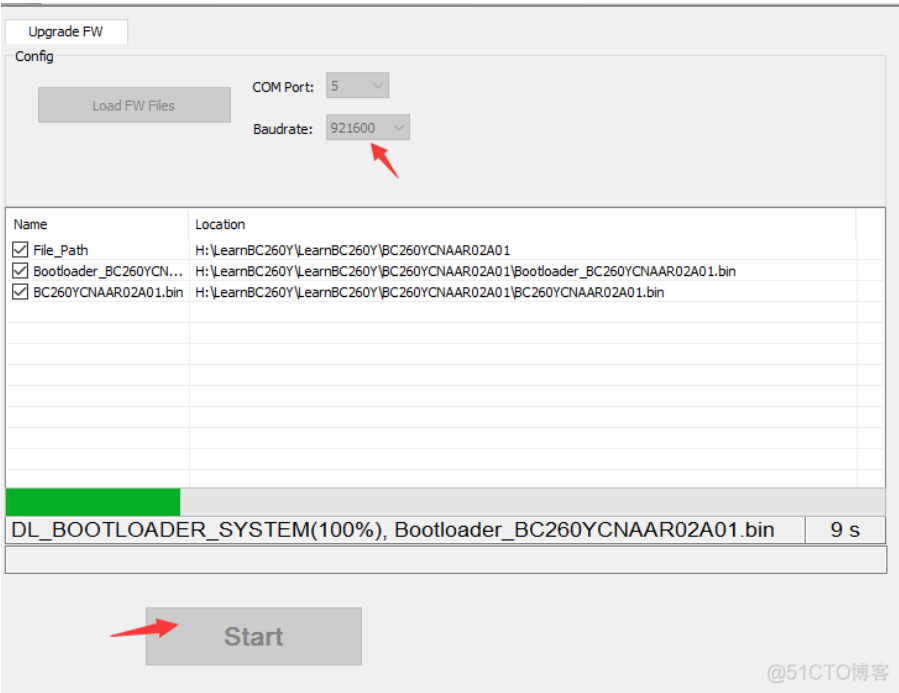 Upgrade FW
Config
Load FW Files
COM Port: 5
Baudrate: 921600
Name Location
File_Path H:\LearnBC260Y\LearnBC260Y\BC260YCNAAR02A01
Bootloader_BC260YCN... H:\LearnBC260Y\LearnBC260Y\BC260YCNAAR02A01\Bootloader_BC260YCNAAR02A01.bin
BC260YCNAAR02A01.bin H:\LearnBC260Y\LearnBC260Y\BC260YCNAAR02A01\BC260YCNAAR02A01.bin
DL_BOOTLOADER_SYSTEM(100%), Bootloader_BC260YCNAAR02A01.bin 9 s
Start
@51CTO博客